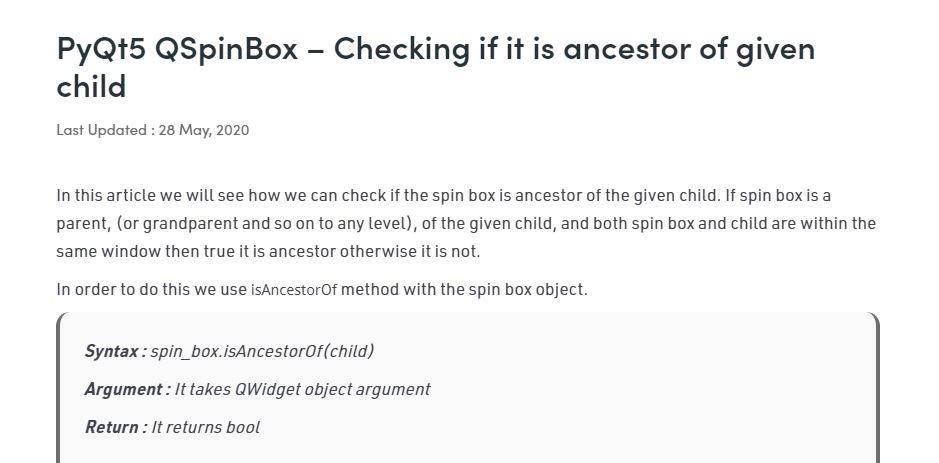 PyQt5 QSpinBox – Checking if it is ancestor of given
child
Last Updated : 28 May, 2020
In this article we will see how we can check if the spin box is ancestor of the given child. If spin box is a
parent, (or grandparent and so on to any level), of the given child, and both spin box and child are within the
same window then true it is ancestor otherwise it is not.
In order to do this we use isAncestorOf method with the spin box object.
Syntax : spin_box.isAncestorOf(child)
Argument : It takes QWidget object argument
Return : It returns bool